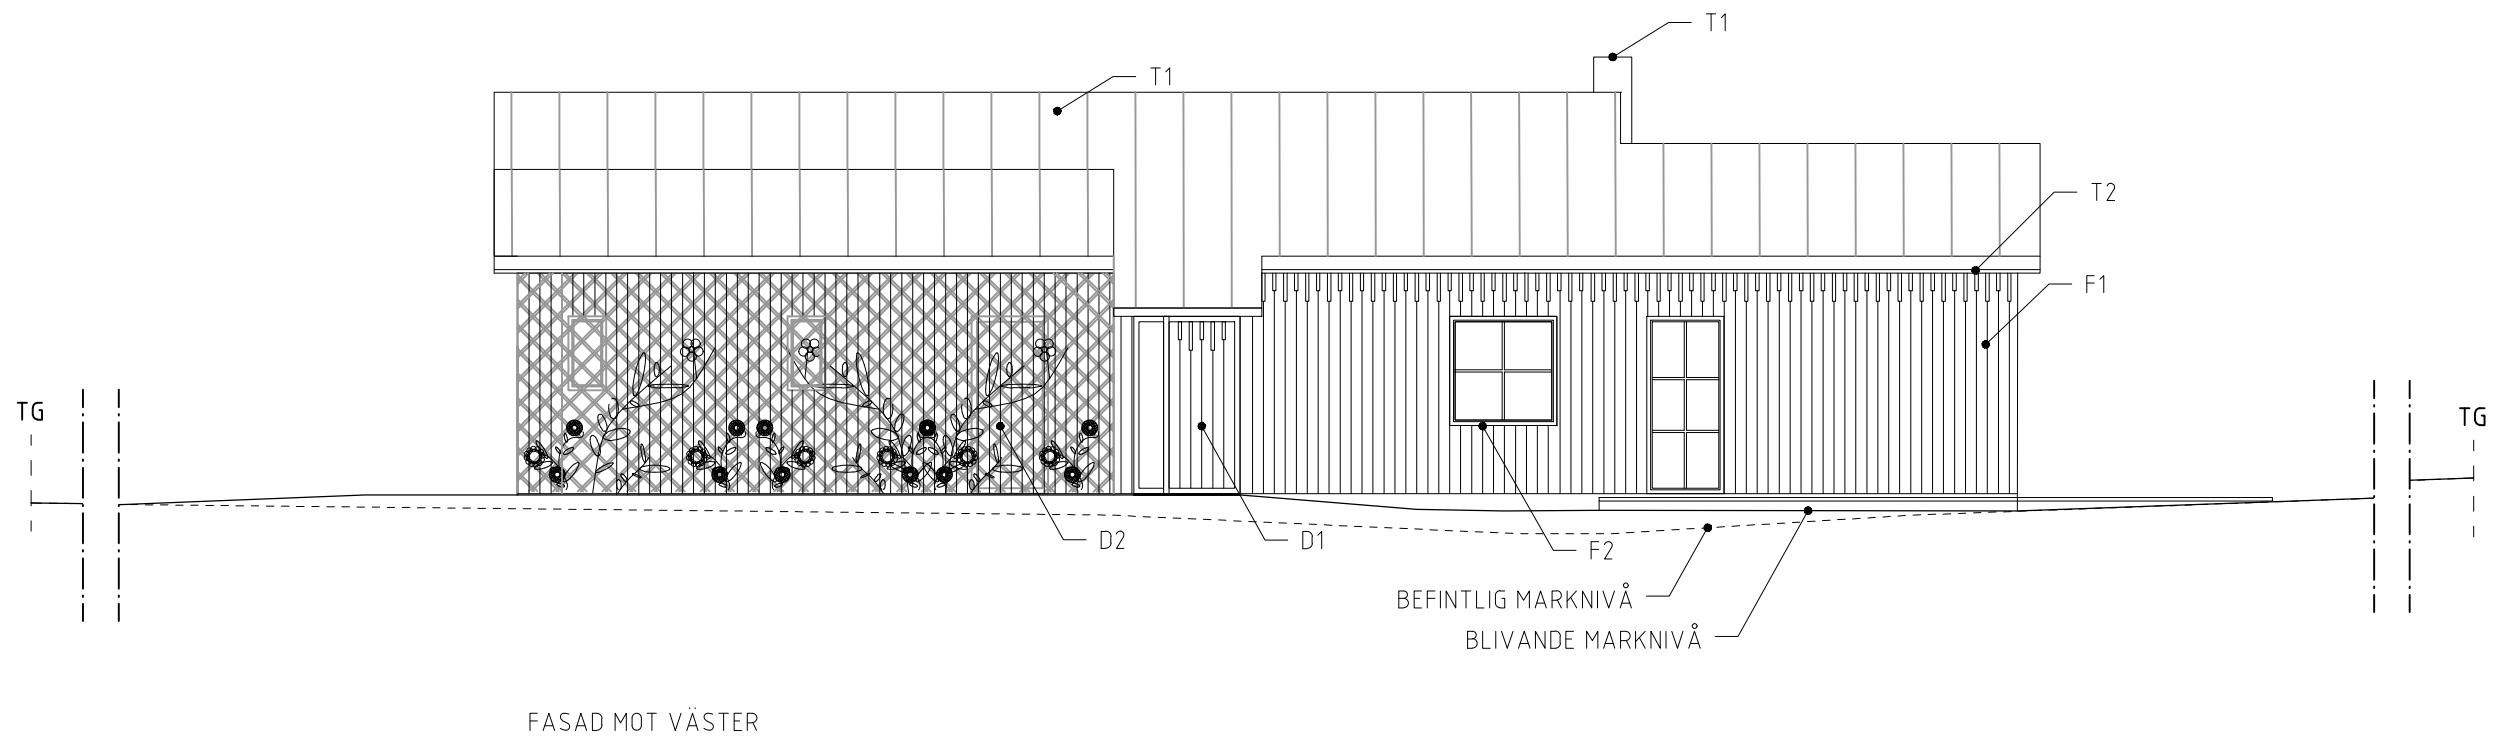 T1
T1
T2
F1
TG
TG
D2
D1
F2
BEFINTLIG MARKNIVÅ
BLIVANDE MARKNIVÅ
FASAD MOT VÄSTER